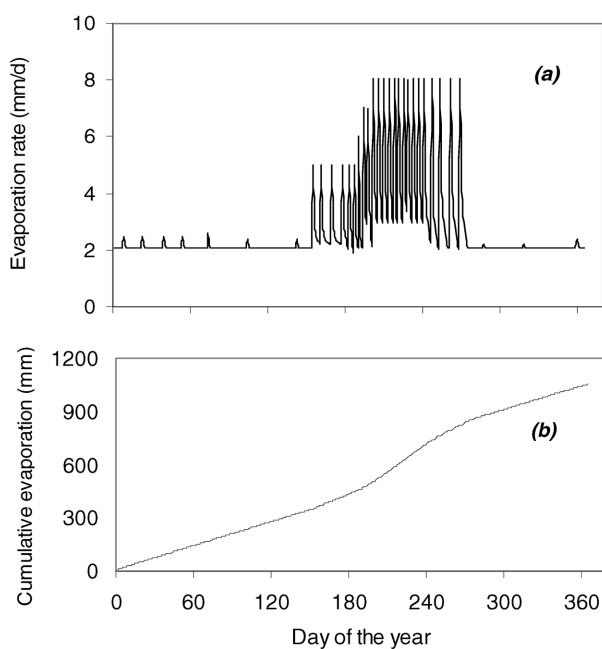 10
8
6
4
2
0
Evaporation rate (mm/d)
(a)
1200
900
600
300
0
Cumulative evaporation (mm)
(b)
0 60 120 180 240 300 360
Day of the year